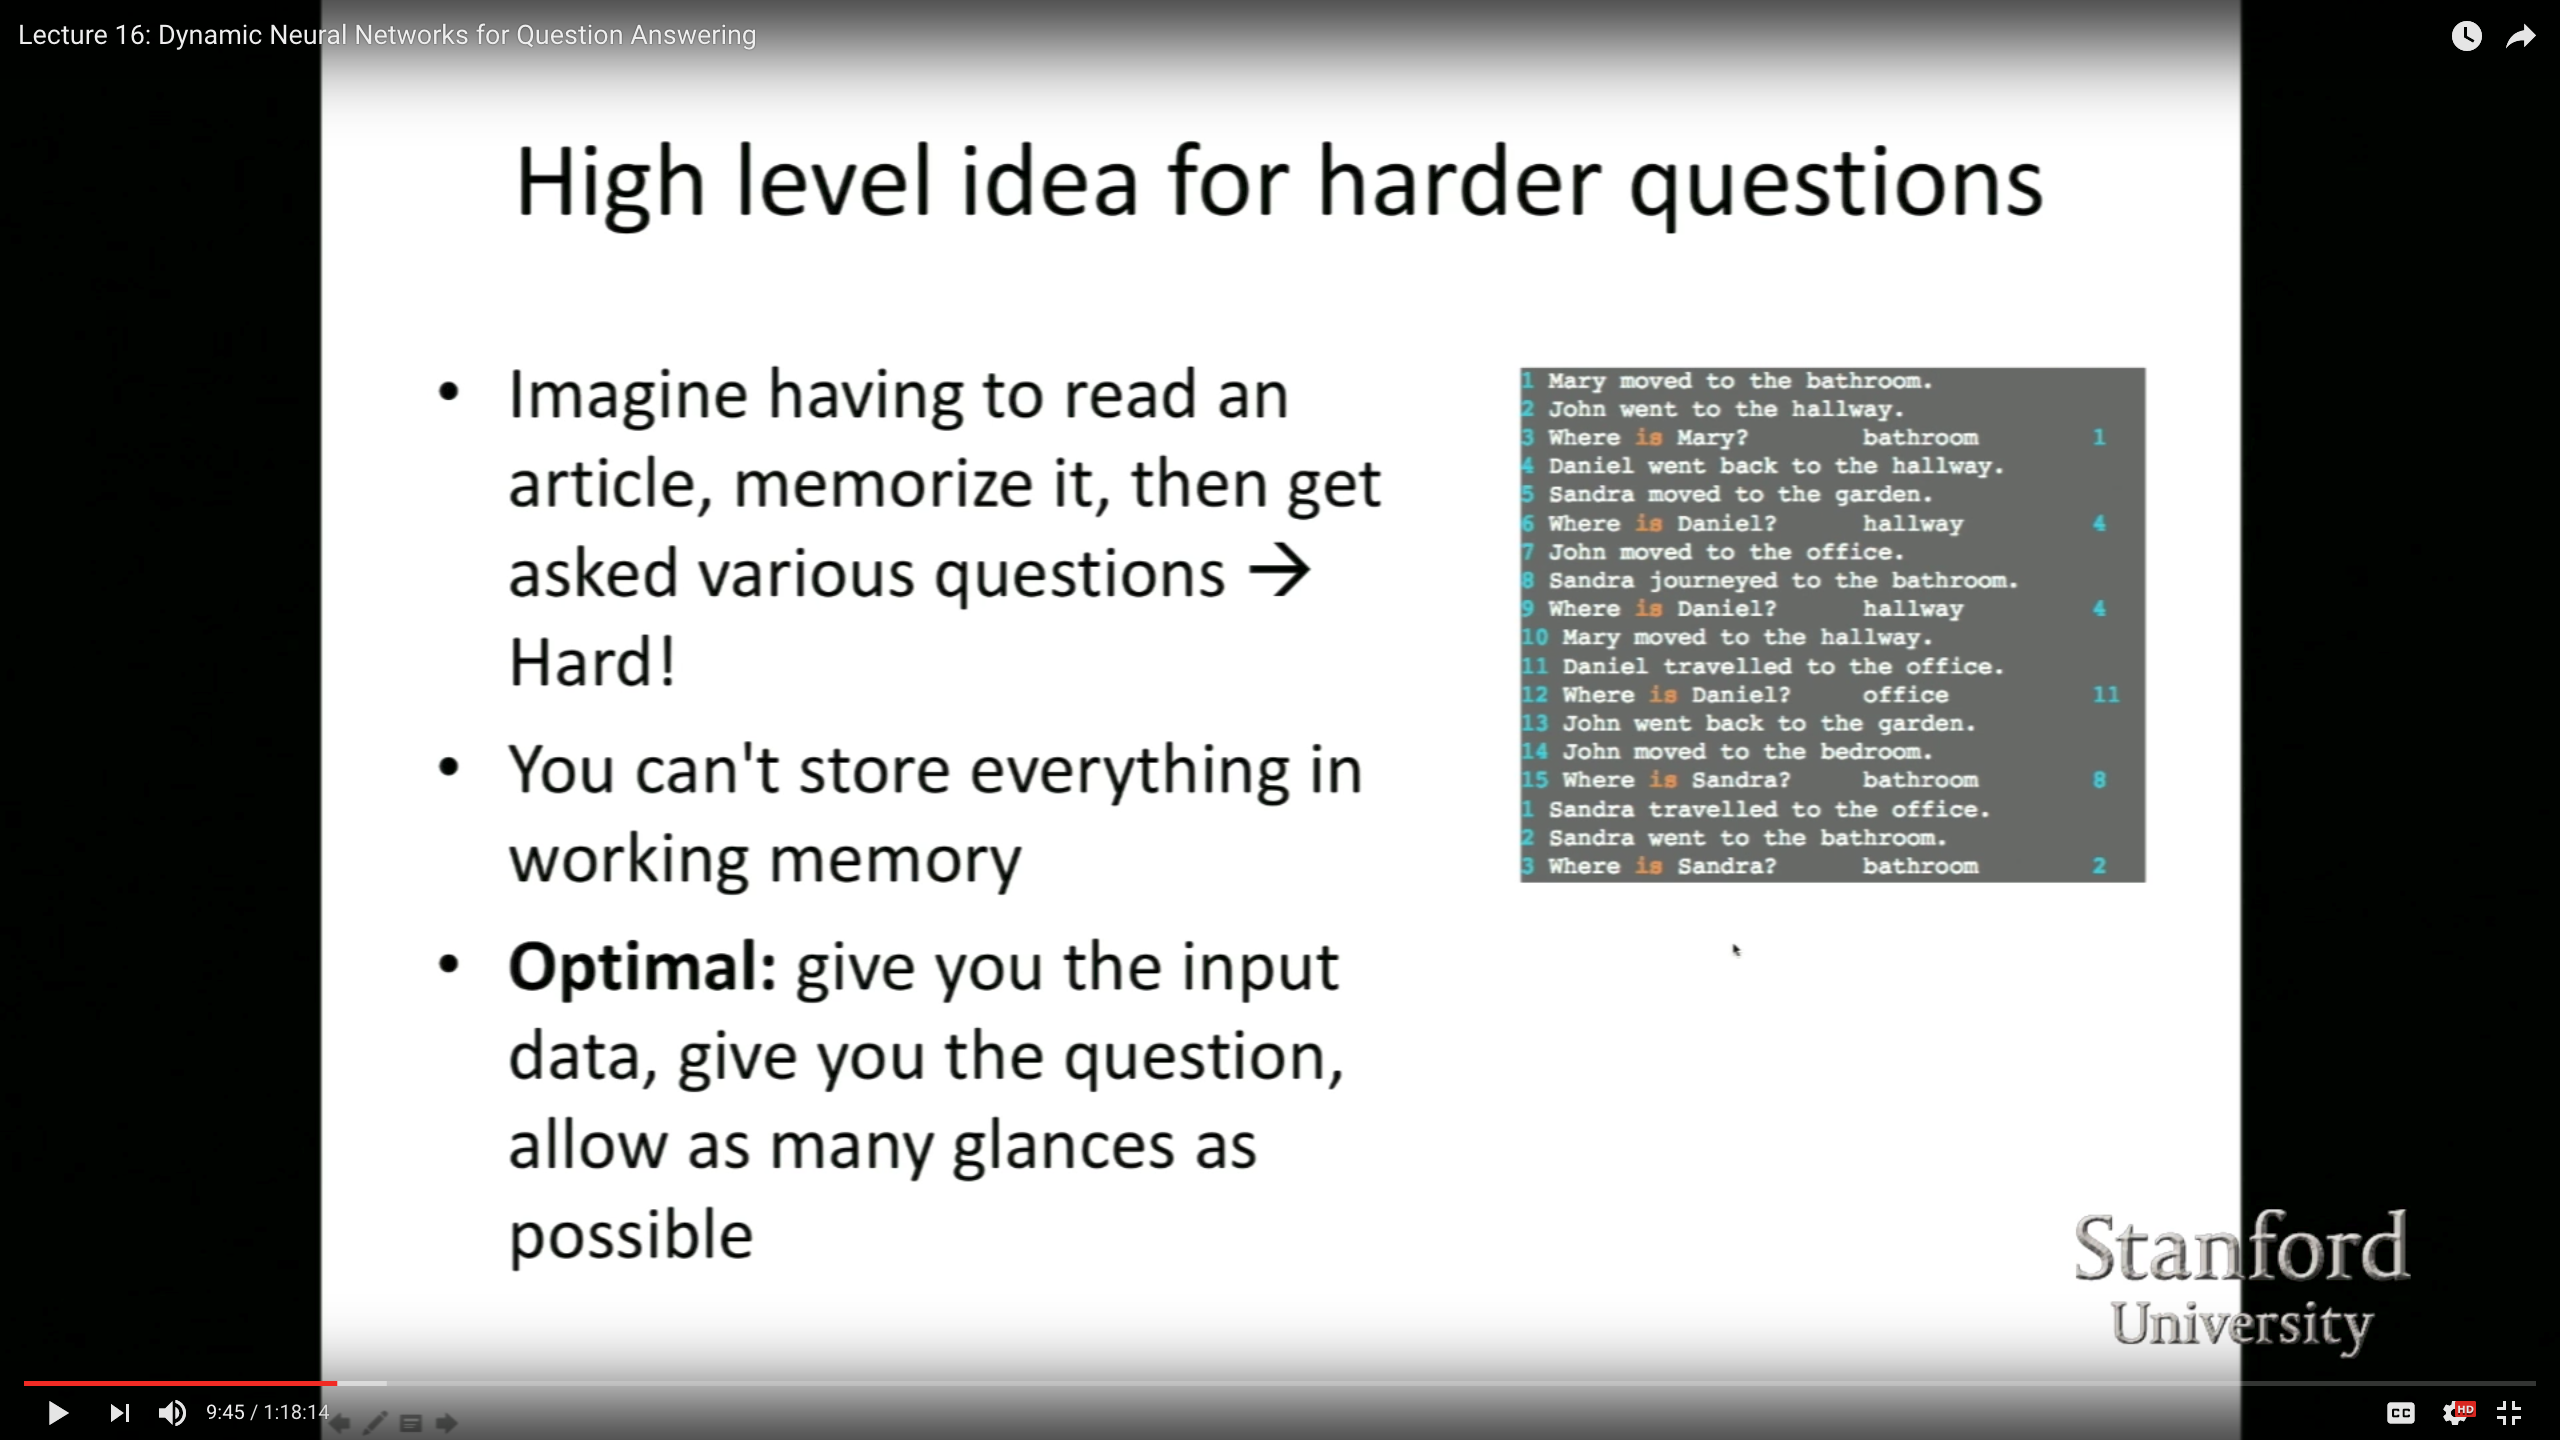 Lecture 16: Dynamic Neural Networks for Question Answering
High level idea for harder questions
• Imagine having to read an
article, memorize it, then get
asked various questions →
Hard!
• You can't store everything in
working memory
• Optimal: give you the input
data, give you the question,
allow as many glances as
possible
1 Mary moved to the bathroom.
2 John went to the hallway.
3 Where is Mary? bathroom 1
4 Daniel went back to the hallway.
5 Sandra moved to the garden.
6 Where is Daniel? hallway 4
7 John moved to the office.
8 Sandra journeyed to the bathroom.
9 Where is Daniel? hallway 4
10 Mary moved to the hallway.
11 Daniel travelled to the office.
12 Where is Daniel? office 11
13 John went back to the garden.
14 John moved to the bedroom.
15 Where is Sandra? bathroom 8
1 Sandra travelled to the office.
2 Sandra went to the bathroom.
3 Where is Sandra? bathroom 2
Stanford
University
9:45 / 1:18:14
CC
HD